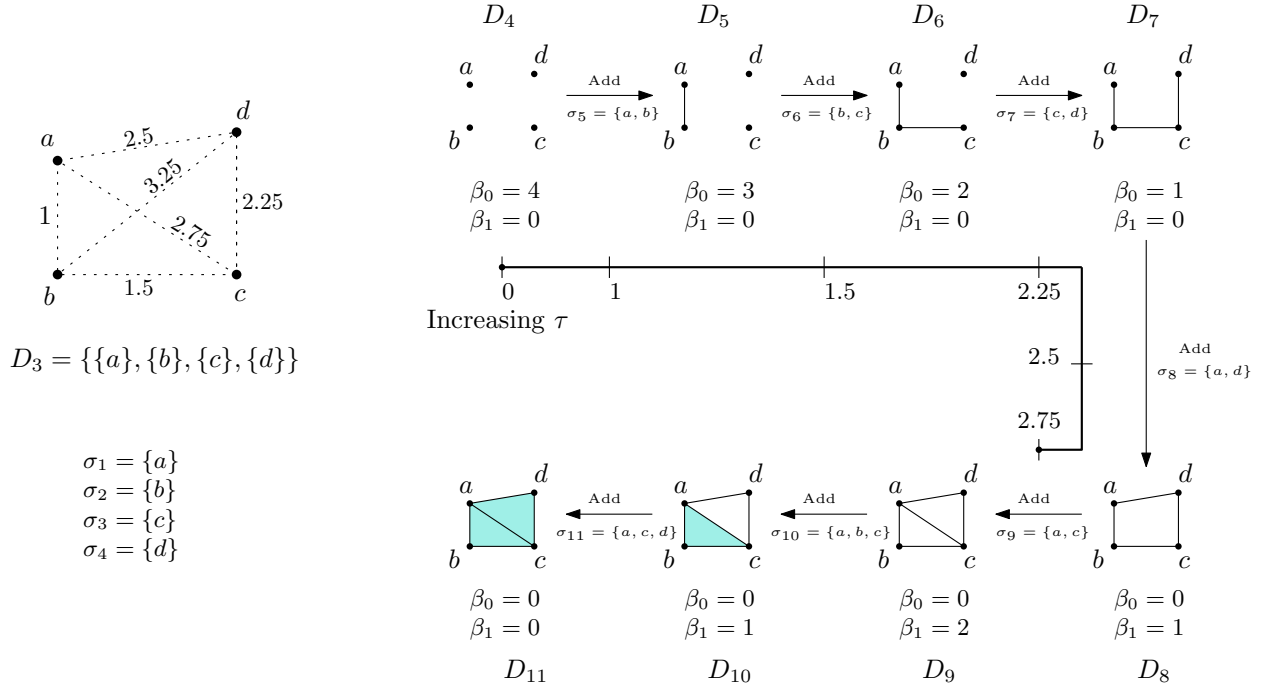 a
d
2.5
3.25
2.75
1
2.25
b
1.5
c
D₃ = {{a}, {b}, {c}, {d}}
σ₁ = {a}
σ₂ = {b}
σ₃ = {c}
σ₄ = {d}
D₄
a
d
b
c
β₀ = 4
β₁ = 0
Add
σ₅ = {a, b}
D₅
a
d
b
c
β₀ = 3
β₁ = 0
Add
σ₆ = {b, c}
D₆
a
d
b
c
β₀ = 2
β₁ = 0
Add
σ₇ = {c, d}
D₇
a
d
b
c
β₀ = 1
β₁ = 0
0
1
1.5
2.25
Increasing τ
2.5
2.75
Add
σ₈ = {a, d}
a
d
b
c
β₀ = 0
β₁ = 1
D₈
Add
σ₉ = {a, c}
a
d
b
c
β₀ = 0
β₁ = 2
D₉
Add
σ₁₀ = {a, b, c}
a
d
b
c
β₀ = 0
β₁ = 1
D₁₀
Add
σ₁₁ = {a, c, d}
a
d
b
c
β₀ = 0
β₁ = 0
D₁₁